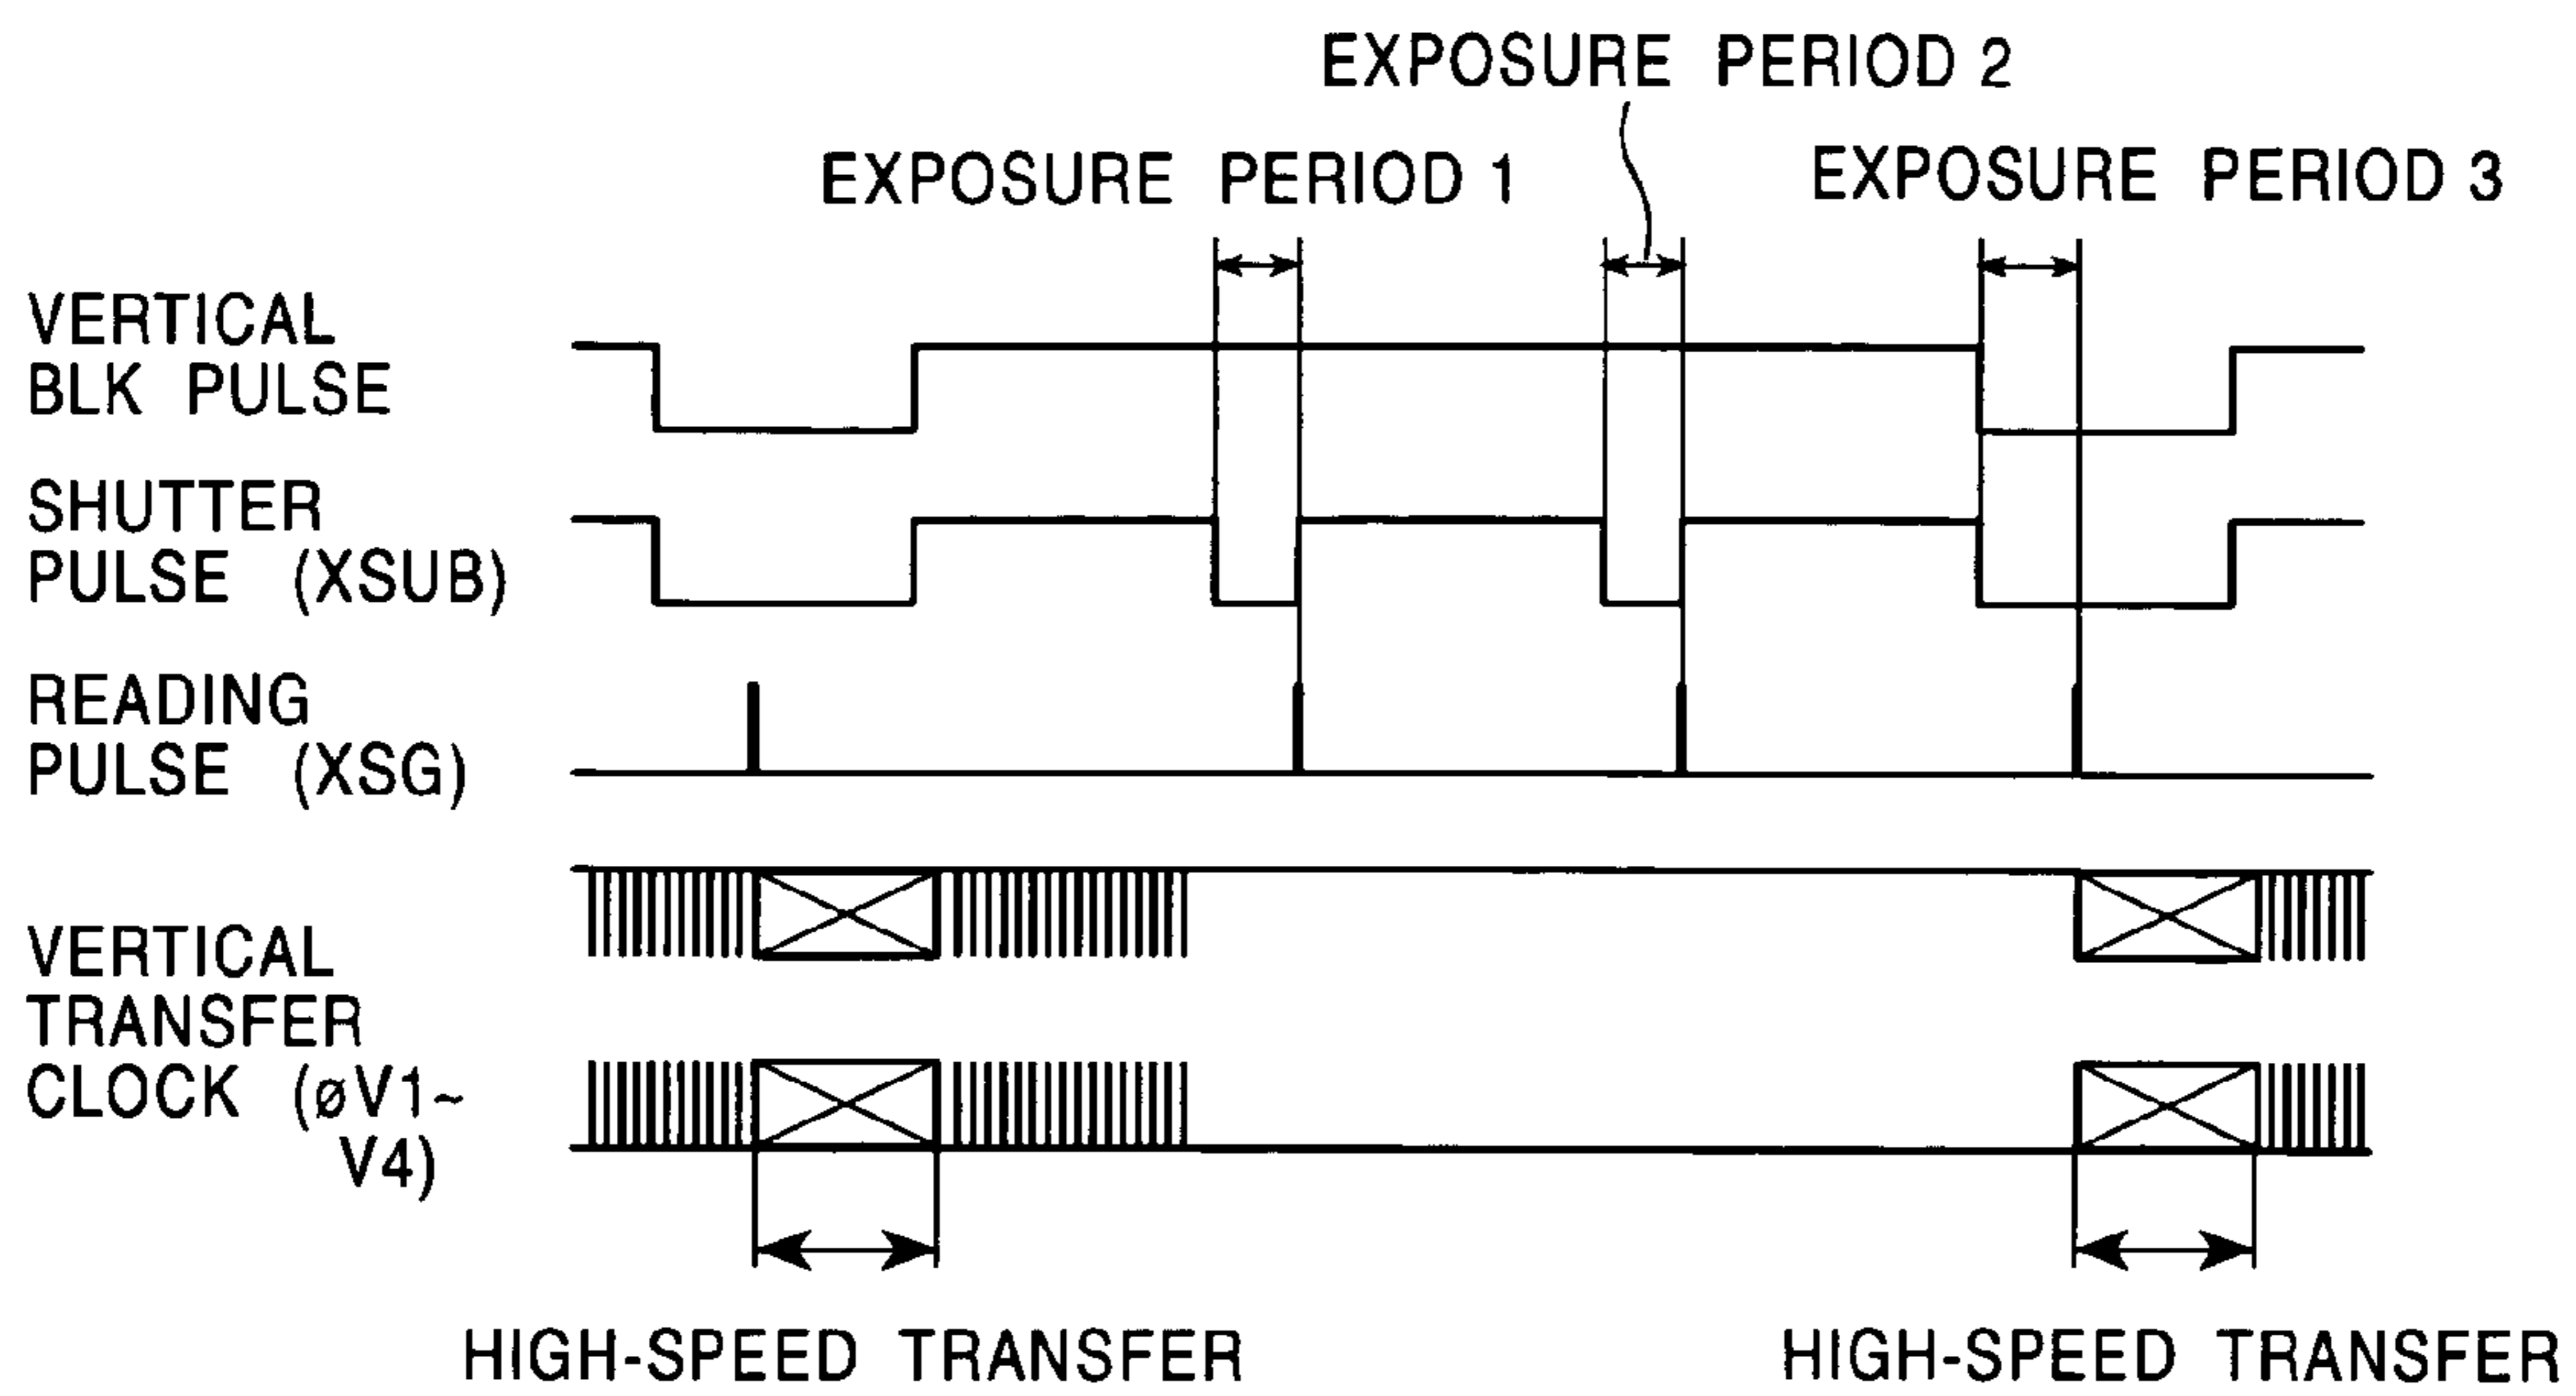 EXPOSURE PERIOD 2
EXPOSURE PERIOD 1
EXPOSURE PERIOD 3
VERTICAL
BLK PULSE
SHUTTER
PULSE (XSUB)
READING
PULSE (XSG)
VERTICAL
TRANSFER
CLOCK (øV1~
V4)
HIGH-SPEED TRANSFER
HIGH-SPEED TRANSFER